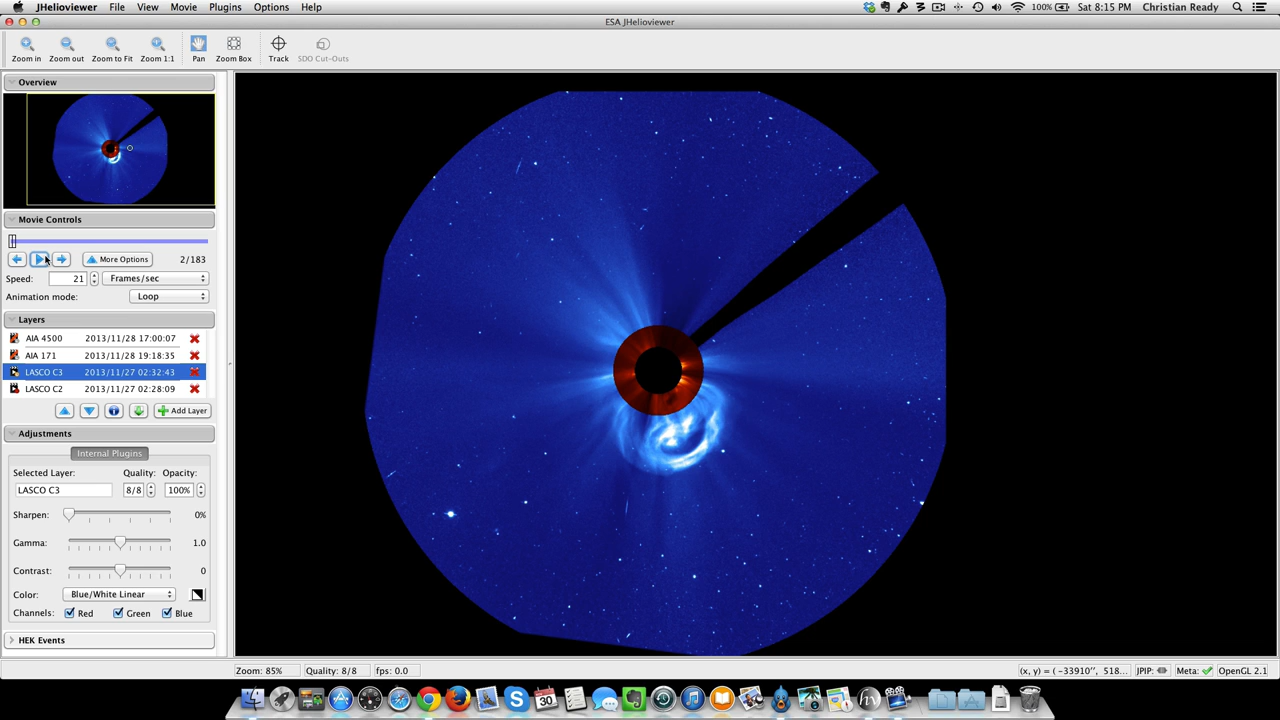 JHelioviewer File View Movie Plugins Options Help 100% Sat 8:15 PM Christian Ready
ESA JHelioviewer
Zoom in Zoom out Zoom to Fit Zoom 1:1 Pan Zoom Box Track SDO Cut-Outs
Overview
Movie Controls
More Options 2/183
Speed: 21 Frames/sec
Animation mode: Loop
Layers
AIA 4500 2013/11/28 17:00:07
AIA 171 2013/11/28 19:18:35
LASCO C3 2013/11/27 02:32:43
LASCO C2 2013/11/27 02:28:09
Add Layer
Adjustments
Internal Plugins
Selected Layer: Quality: Opacity:
LASCO C3 8/8 100%
Sharpen: 0%
Gamma: 1.0
Contrast: 0
Color: Blue/White Linear
Channels: Red Green Blue
HEK Events
Zoom: 85% Quality: 8/8 fps: 0.0 (x, y) = ( -33910’’, 518... JPIP: Meta: OpenGL 2.1
30